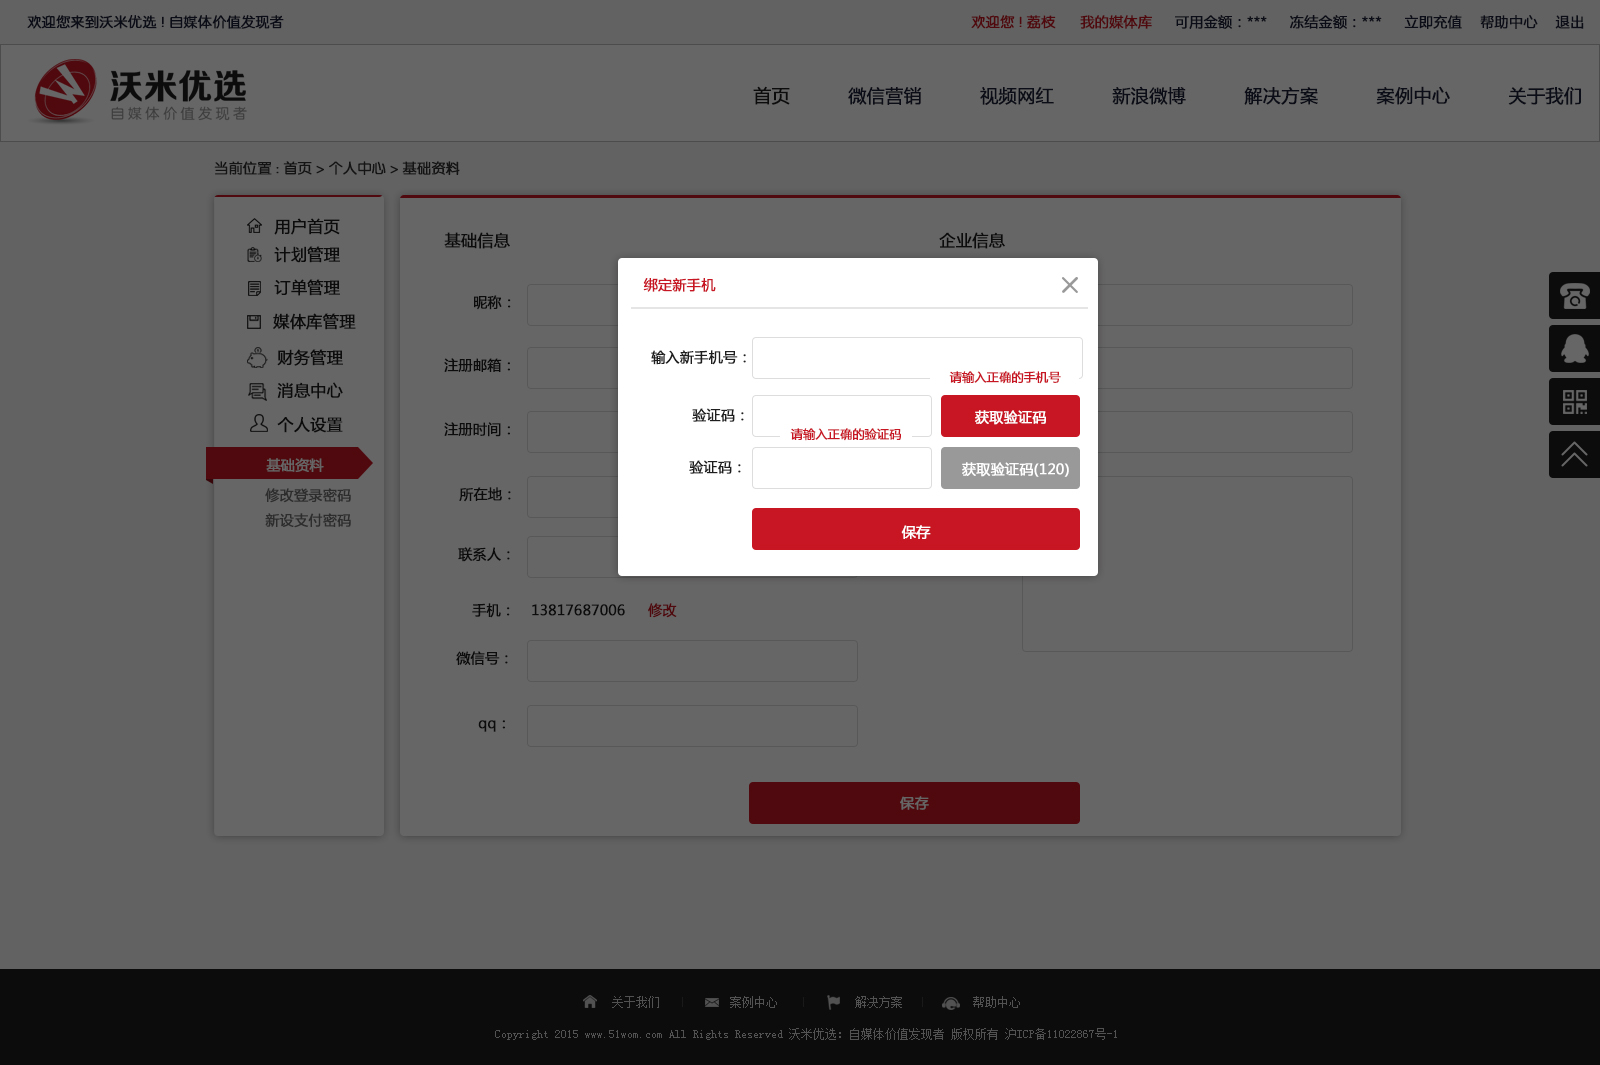 欢迎您来到沃米优选！自媒体价值发现者
欢迎您！荔枝 我的媒体库 可用金额：*** 冻结金额：*** 立即充值 帮助中心 退出
沃米优选
自媒体价值发现者
首页 微信营销 视频网红 新浪微博 解决方案 案例中心 关于我们
当前位置：首页 > 个人中心 > 基础资料
用户首页
计划管理
订单管理
媒体库管理
财务管理
消息中心
个人设置
基础资料
修改登录密码
新设支付密码
基础信息
企业信息
昵称：
注册邮箱：
注册时间：
所在地：
联系人：
手机： 13817687006 修改
微信号：
qq：
保存
绑定新手机
输入新手机号：
请输入正确的手机号
验证码：
获取验证码
请输入正确的验证码
验证码：
获取验证码(120)
保存
关于我们 案例中心 解决方案 帮助中心
Copyright 2015 www.51wom.com All Rights Reserved 沃米优选：自媒体价值发现者 版权所有 沪ICP备11022867号-1